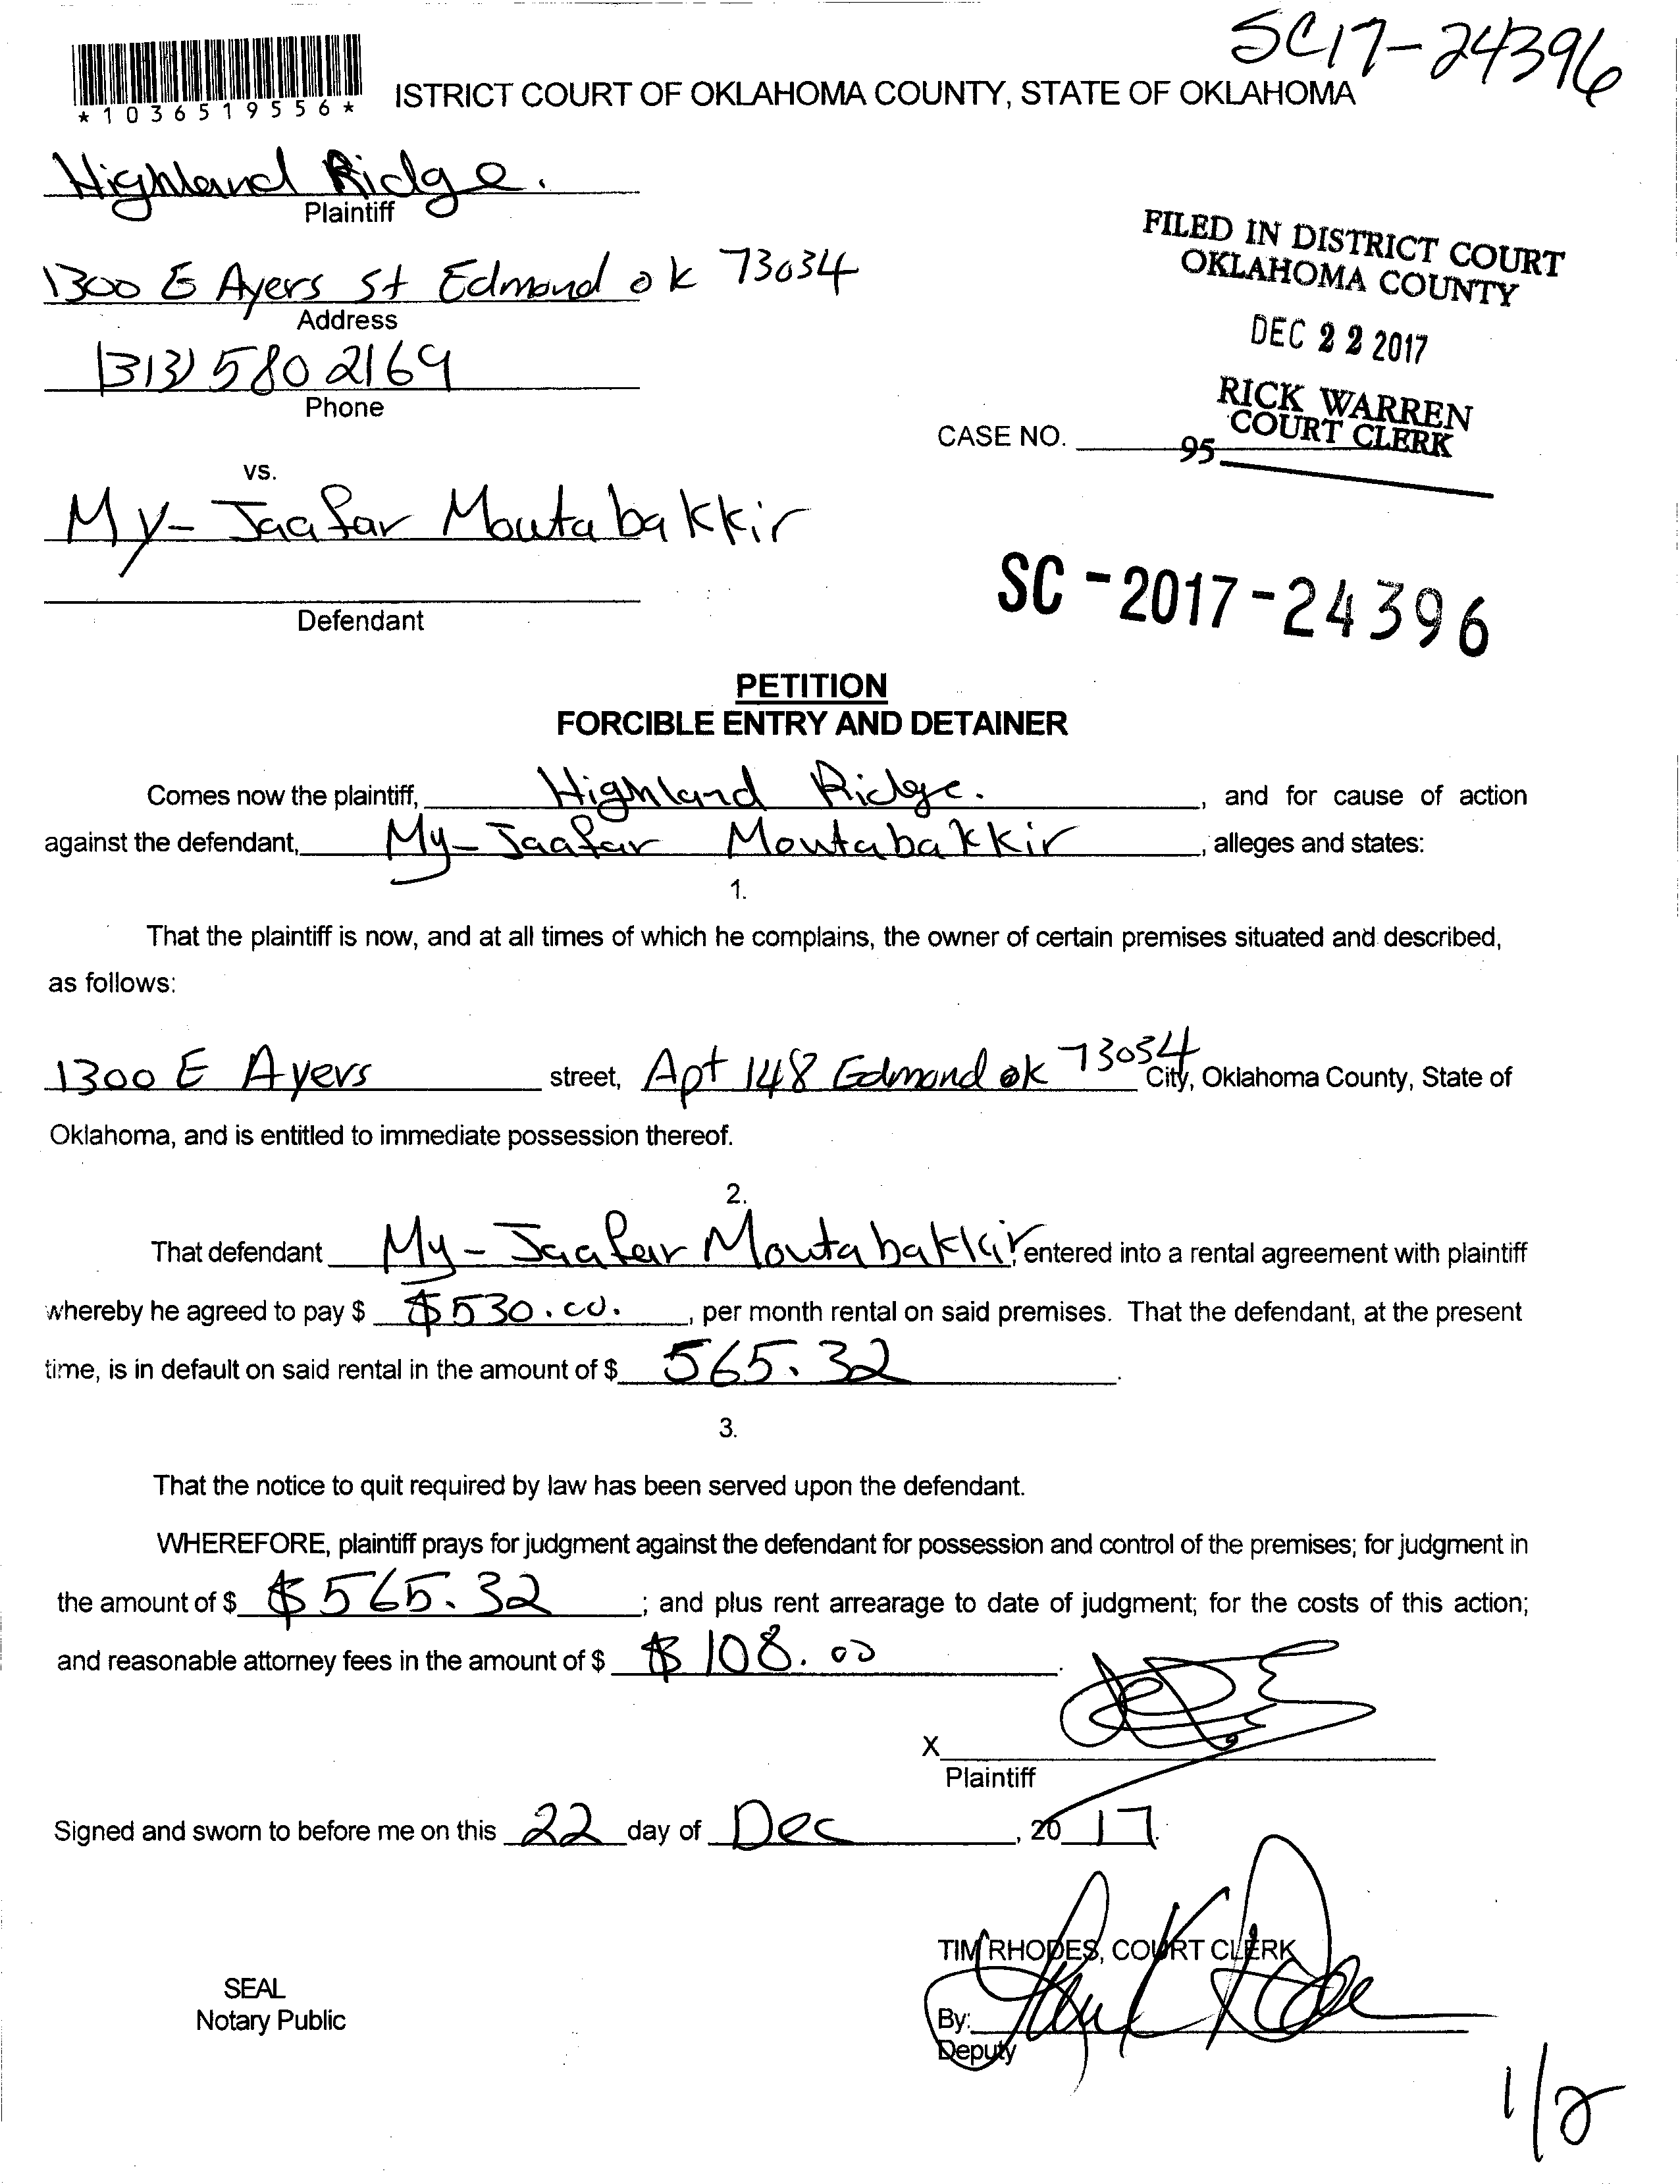 SC17-24396
*1036519556*
ISTRICT COURT OF OKLAHOMA COUNTY, STATE OF OKLAHOMA
Highland Ridge.
Plaintiff
1300 E Ayers St Edmond ok 73034
Address
(313) 580 2169
Phone
FILED IN DISTRICT COURT
OKLAHOMA COUNTY
DEC 22 2017
RICK WARREN
COURT CLERK
CASE NO.
95
vs.
My-Jaafar Moutabakkir
Defendant
SC-2017-24396
PETITION
FORCIBLE ENTRY AND DETAINER
Comes now the plaintiff, Highland Ridge. , and for cause of action
against the defendant, My-Jaafar Moutabakkir , alleges and states:
1.
That the plaintiff is now, and at all times of which he complains, the owner of certain premises situated and described,
as follows:
1300 E Ayers street, Apt 148 Edmond ok 73034 City, Oklahoma County, State of
Oklahoma, and is entitled to immediate possession thereof.
2.
That defendant My-Jaafar Moutabakkir, entered into a rental agreement with plaintiff
whereby he agreed to pay $ $530.00. , per month rental on said premises. That the defendant, at the present
time, is in default on said rental in the amount of $ 565.32 .
3.
That the notice to quit required by law has been served upon the defendant.
WHEREFORE, plaintiff prays for judgment against the defendant for possession and control of the premises; for judgment in
the amount of $ $565.32 ; and plus rent arrearage to date of judgment; for the costs of this action;
and reasonable attorney fees in the amount of $ $108.00 .
X
Plaintiff
Signed and sworn to before me on this 22 day of Dec , 20 17.
TIM RHODES, COURT CLERK
SEAL
Notary Public
By:
Deputy
1/2